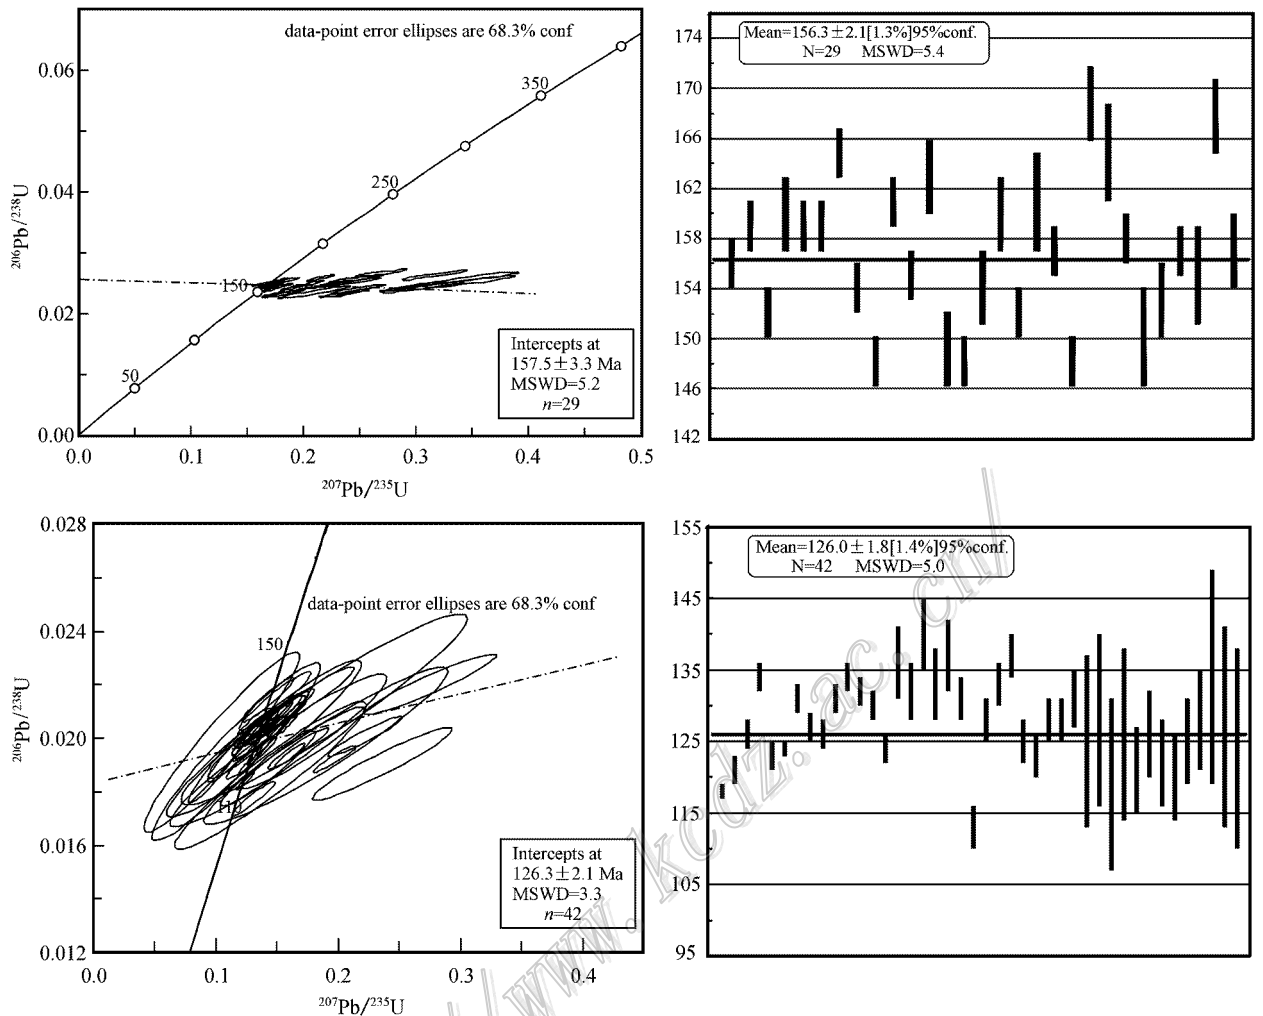 data-point error ellipses are 68.3% conf
0.06
0.04
0.02
0.00
350
250
150
50
²⁰⁶Pb/²³⁸U
Intercepts at
157.5±3.3 Ma
MSWD=5.2
n=29
0.0 0.1 0.2 0.3 0.4 0.5
²⁰⁷Pb/²³⁵U
Mean=156.3±2.1[1.3%]95%conf.
N=29 MSWD=5.4
174
170
166
162
158
154
150
146
142
0.028
0.024
0.020
0.016
0.012
data-point error ellipses are 68.3% conf
150
110
²⁰⁶Pb/²³⁸U
Intercepts at
126.3±2.1 Ma
MSWD=3.3
n=42
0.0 0.1 0.2 0.3 0.4
²⁰⁷Pb/²³⁵U
Mean=126.0±1.8[1.4%]95%conf.
N=42 MSWD=5.0
155
145
135
125
115
105
95
//www.kcdz.ac.cn/